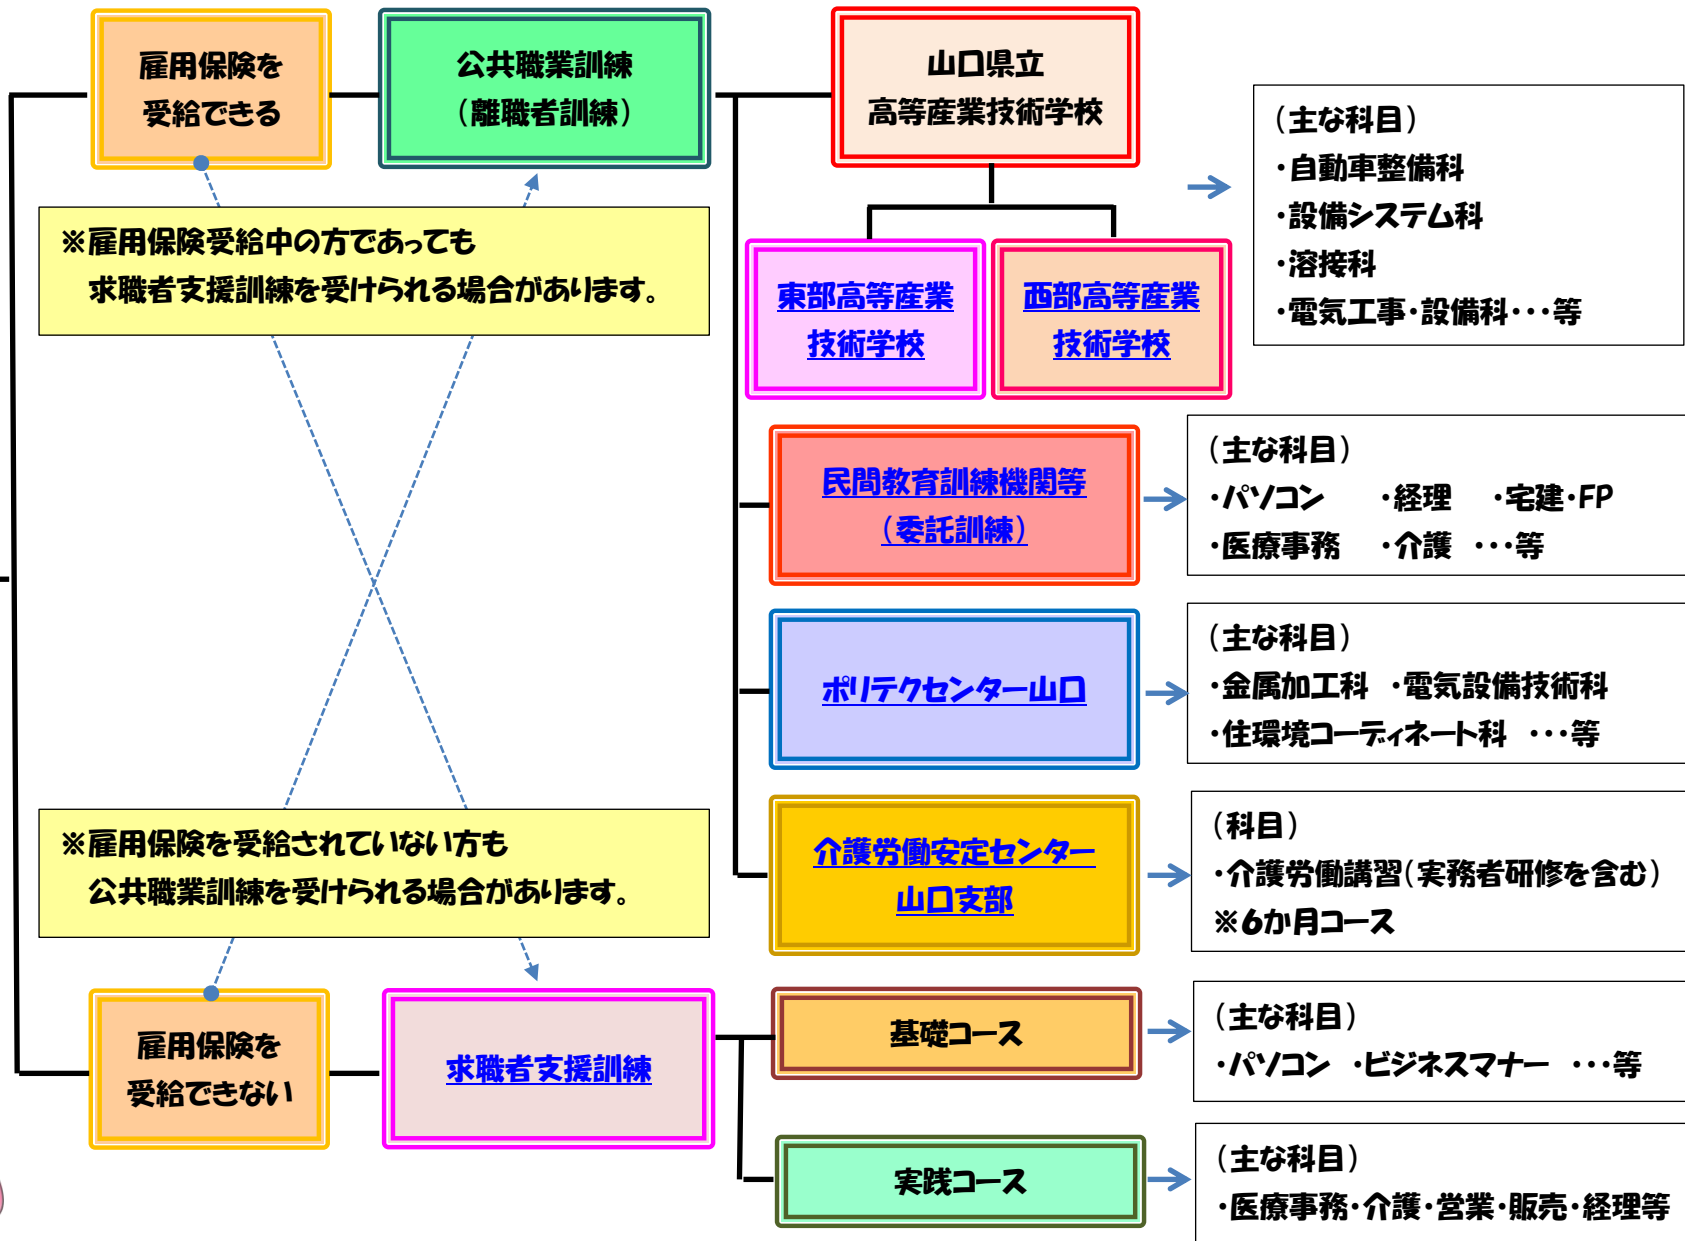 雇用保険を
受給できる
公共職業訓練
(離職者訓練)
山口県立
高等産業技術学校
(主な科目)
・自動車整備科
・設備システム科
・溶接科
・電気工事・設備科・・・等
※雇用保険受給中の方であっても
求職者支援訓練を受けられる場合があります。
東部高等産業
技術学校
西部高等産業
技術学校
民間教育訓練機関等
(委託訓練)
(主な科目)
・パソコン ・経理 ・宅建・FP
・医療事務 ・介護 ・・・等
ポリテクセンター山口
(主な科目)
・金属加工科 ・電気設備技術科
・住環境コーディネート科 ・・・等
※雇用保険を受給されていない方も
公共職業訓練を受けられる場合があります。
介護労働安定センター
山口支部
(科目)
・介護労働講習(実務者研修を含む)
※6か月コース
雇用保険を
受給できない
求職者支援訓練
基礎コース
(主な科目)
・パソコン ・ビジネスマナー ・・・等
実践コース
(主な科目)
・医療事務・介護・営業・販売・経理等